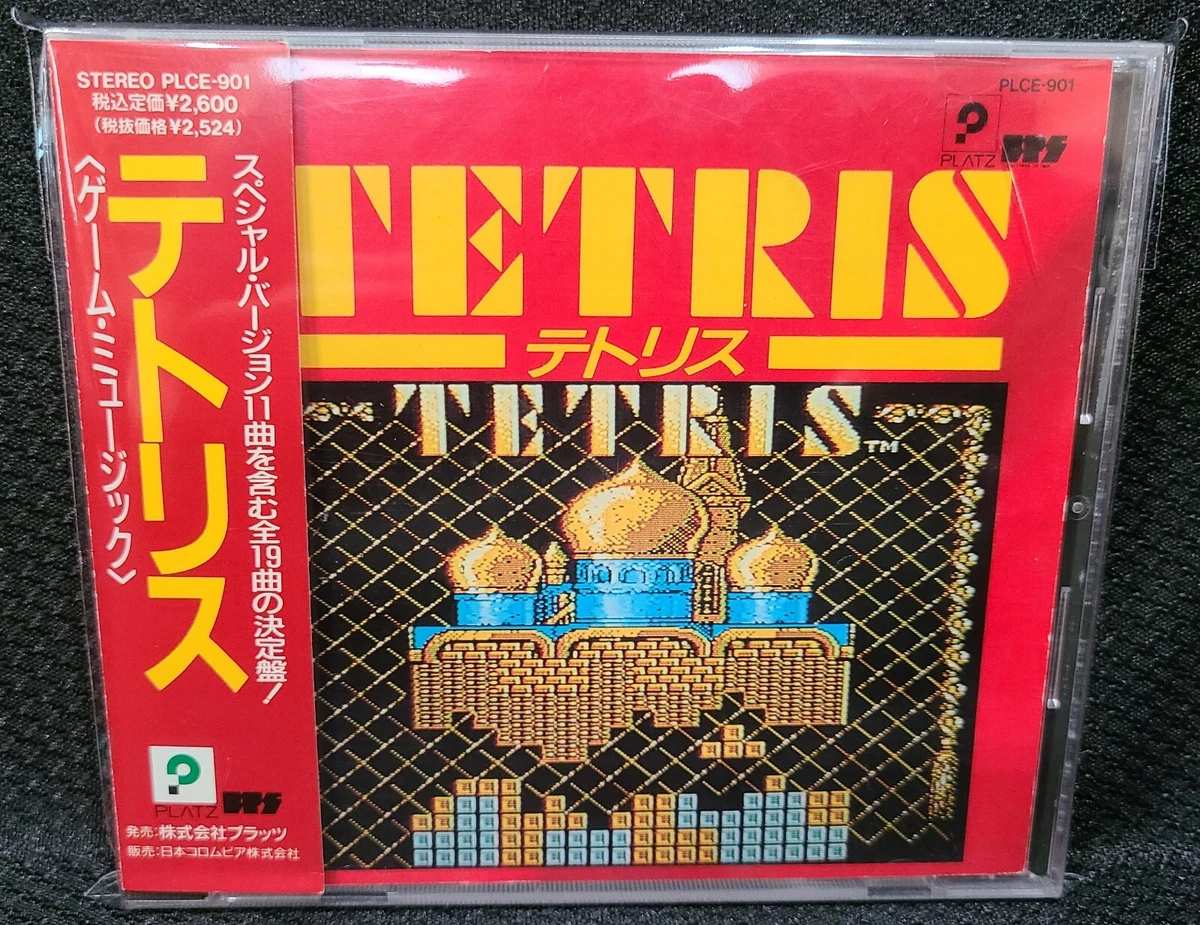 STEREO PLCE-901
税込定価¥2,600
(税抜価格¥2,524)
スペシャル・バージョン11曲を含む全19曲の決定盤!
テトリス
〈ゲーム・ミュージック〉
PLATZ BPS
発売:株式会社プラッツ
販売:日本コロムビア株式会社
PLCE-901
PLATZ BPS
TETRIS
テトリス
TETRIS™